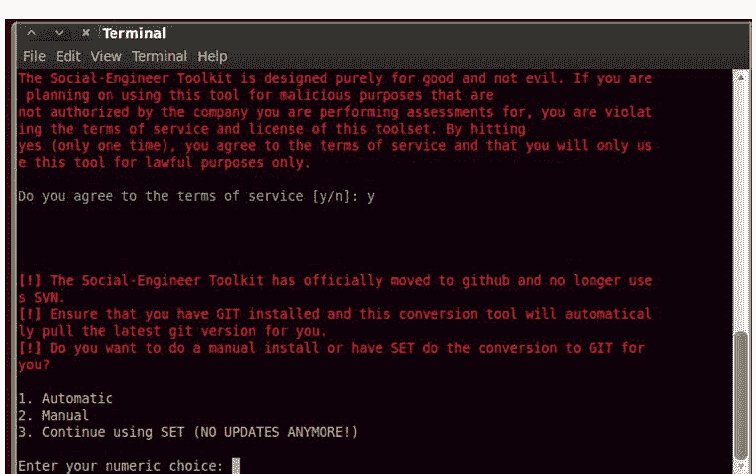 Terminal
File Edit View Terminal Help
The Social-Engineer Toolkit is designed purely for good and not evil. If you are
 planning on using this tool for malicious purposes that are
not authorized by the company you are performing assessments for, you are violat
ing the terms of service and license of this toolset. By hitting
yes (only one time), you agree to the terms of service and that you will only us
e this tool for lawful purposes only.
Do you agree to the terms of service [y/n]: y
[!] The Social-Engineer Toolkit has officially moved to github and no longer use
s SVN.
[!] Ensure that you have GIT installed and this conversion tool will automatical
ly pull the latest git version for you.
[!] Do you want to do a manual install or have SET do the conversion to GIT for
you?
1. Automatic
2. Manual
3. Continue using SET (NO UPDATES ANYMORE!)
Enter your numeric choice: